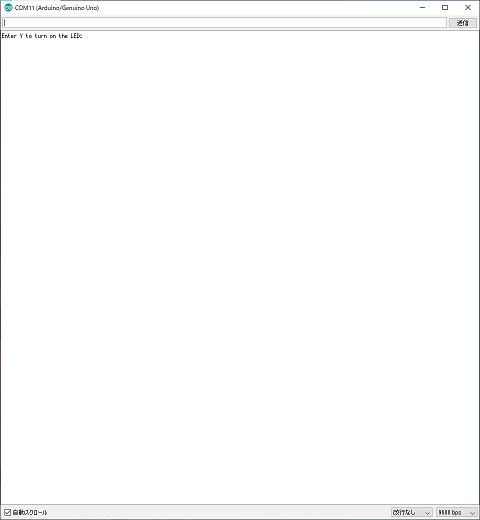 COM11 (Arduino/Genuino Uno)
送信
Enter Y to turn on the LED:
自動スクロール
改行なし
9600 bps